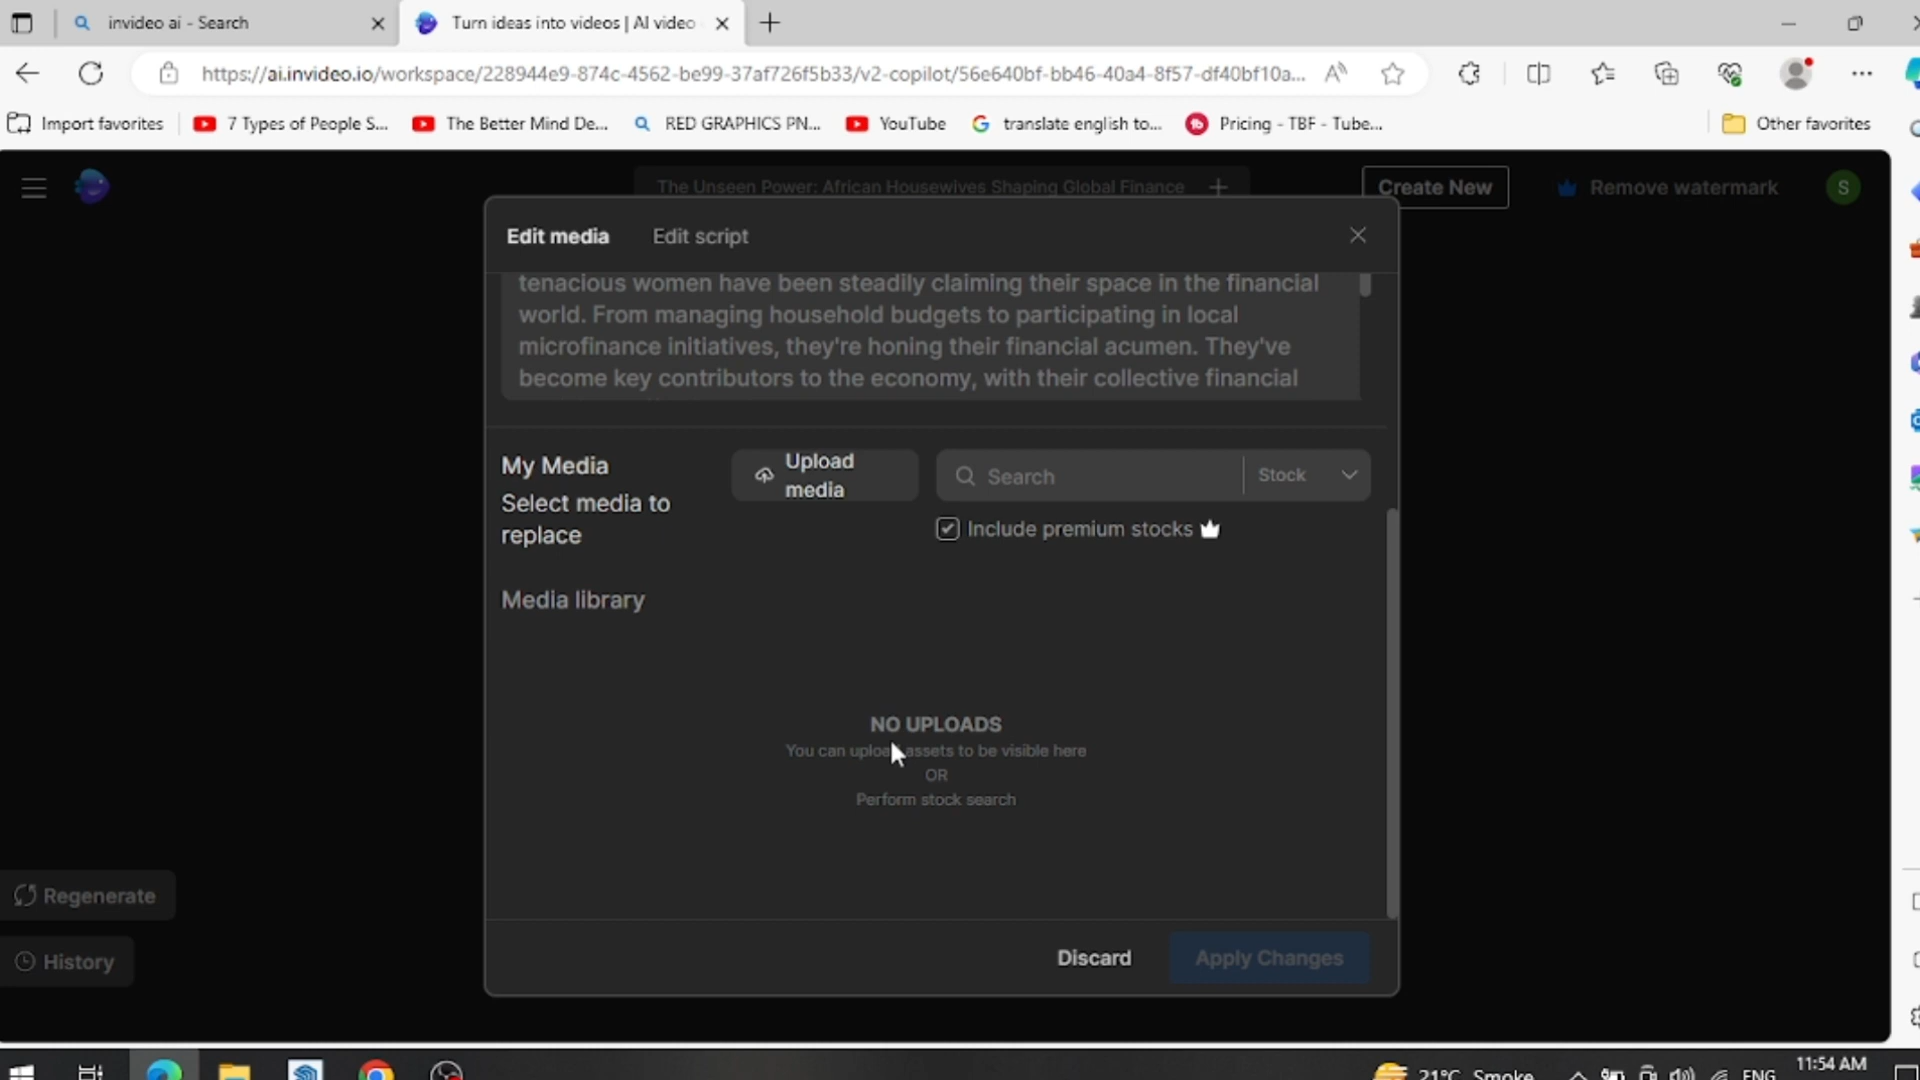 invideo ai - Search
Turn ideas into videos | AI video
https://ai.invideo.io/workspace/228944e9-874c-4562-be99-37af726f5b33/v2-copilot/56e640bf-bb46-40a4-8f57-df40bf10a...
Import favorites
7 Types of People S...
The Better Mind De...
RED GRAPHICS PN...
YouTube
translate english to...
Pricing - TBF - Tube...
Other favorites
The Unseen Power: African Housewives Shaping Global Finance
Create New
Remove watermark
S
Edit media
Edit script
tenacious women have been steadily claiming their space in the financial
world. From managing household budgets to participating in local
microfinance initiatives, they're honing their financial acumen. They've
become key contributors to the economy, with their collective financial
My Media
Select media to
replace
Upload
media
Search
Stock
Include premium stocks
Media library
NO UPLOADS
You can upload assets to be visible here
OR
Perform stock search
Regenerate
History
Discard
Apply Changes
21°C Smoke
ENG
11:54 AM